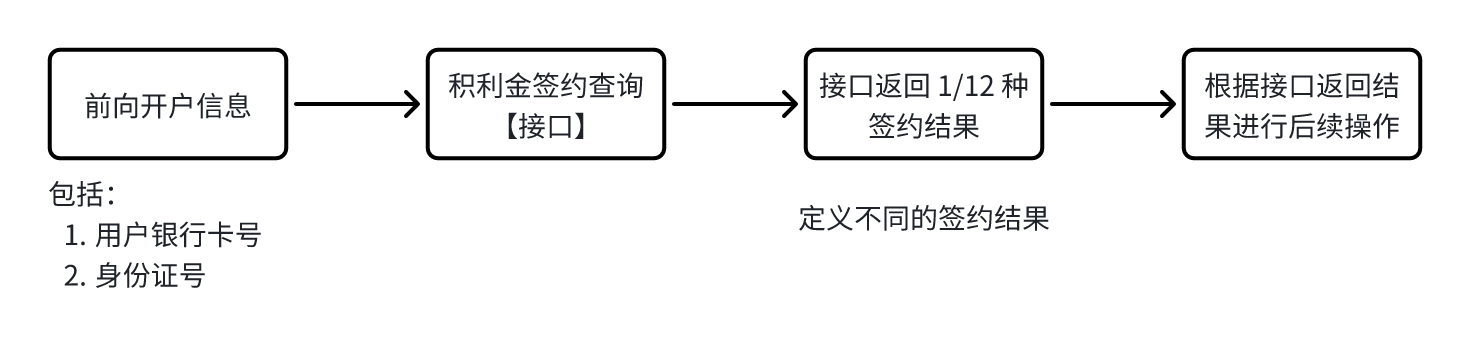 前向开户信息
积利金签约查询
【接口】
接口返回 1/12 种
签约结果
根据接口返回结
果进行后续操作
包括：
1. 用户银行卡号
2. 身份证号
定义不同的签约结果